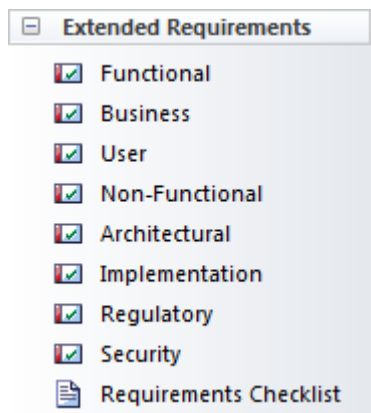 Extended Requirements
Functional
Business
User
Non-Functional
Architectural
Implementation
Regulatory
Security
Requirements Checklist